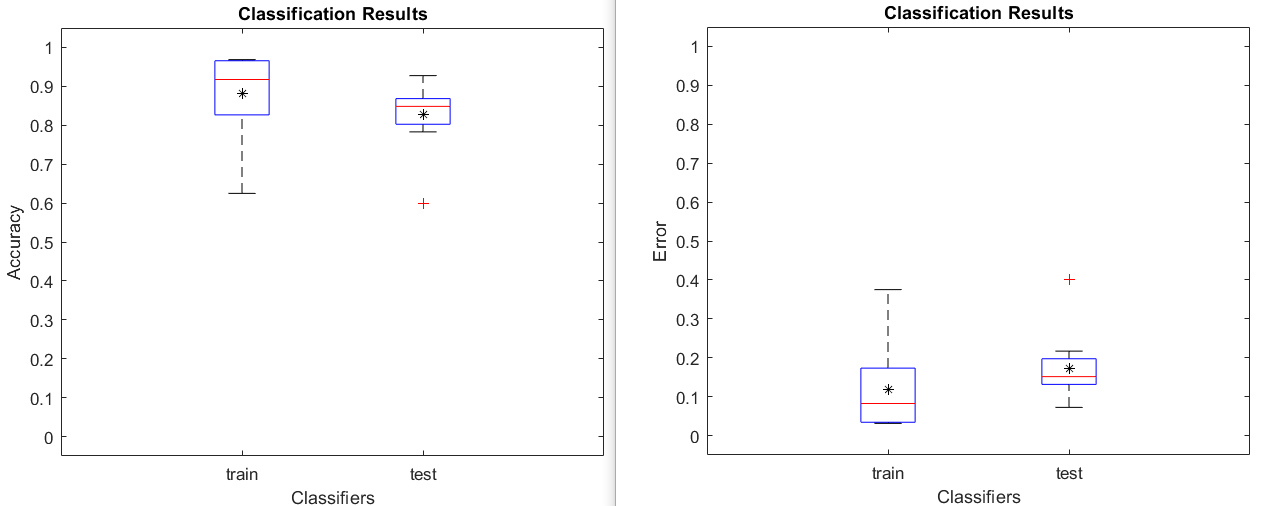 Classification Results
1
0.9
0.8
0.7
0.6
0.5
0.4
0.3
0.2
0.1
0
Accuracy
train test
Classifiers
Classification Results
1
0.9
0.8
0.7
0.6
0.5
0.4
0.3
0.2
0.1
0
Error
train test
Classifiers